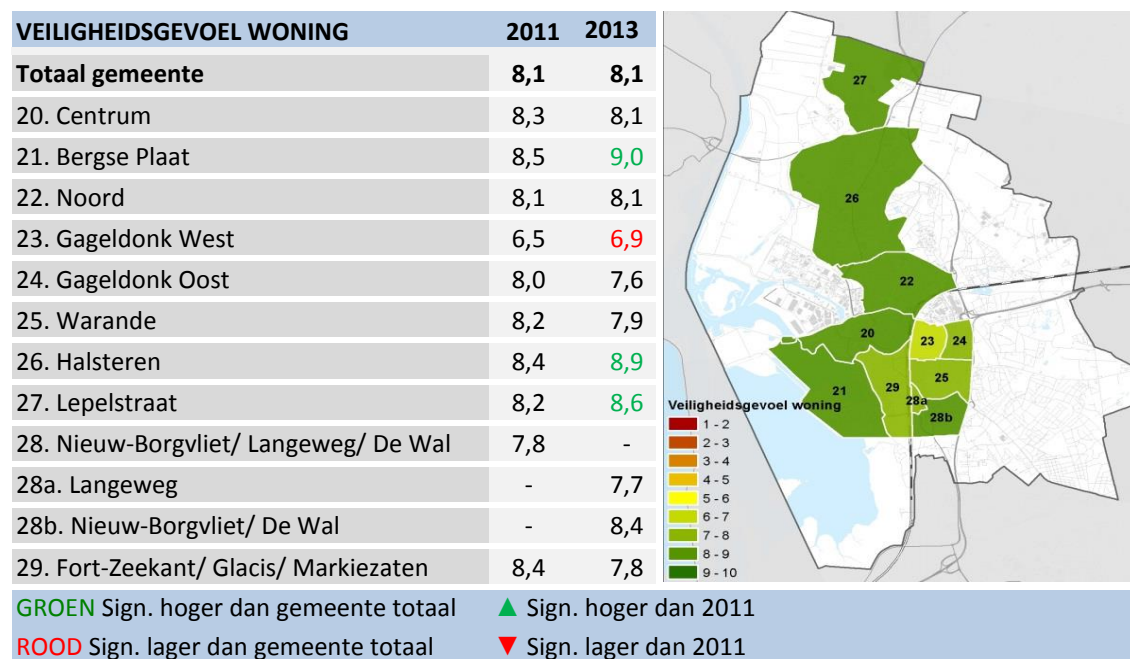 VEILIGHEIDSGEVOEL WONING 2011 2013
Totaal gemeente 8,1 8,1
20. Centrum 8,3 8,1
21. Bergse Plaat 8,5 9,0
22. Noord 8,1 8,1
23. Gageldonk West 6,5 6,9
24. Gageldonk Oost 8,0 7,6
25. Warande 8,2 7,9
26. Halsteren 8,4 8,9
27. Lepelstraat 8,2 8,6
28. Nieuw-Borgvliet/ Langeweg/ De Wal 7,8 -
28a. Langeweg - 7,7
28b. Nieuw-Borgvliet/ De Wal - 8,4
29. Fort-Zeekant/ Glacis/ Markiezaten 8,4 7,8
GROEN Sign. hoger dan gemeente totaal ▲ Sign. hoger dan 2011
ROOD Sign. lager dan gemeente totaal ▼ Sign. lager dan 2011
27
26
22
20
23 24
25
21 29
28a
28b
Veiligheidsgevoel woning
1 - 2
2 - 3
3 - 4
4 - 5
5 - 6
6 - 7
7 - 8
8 - 9
9 - 10